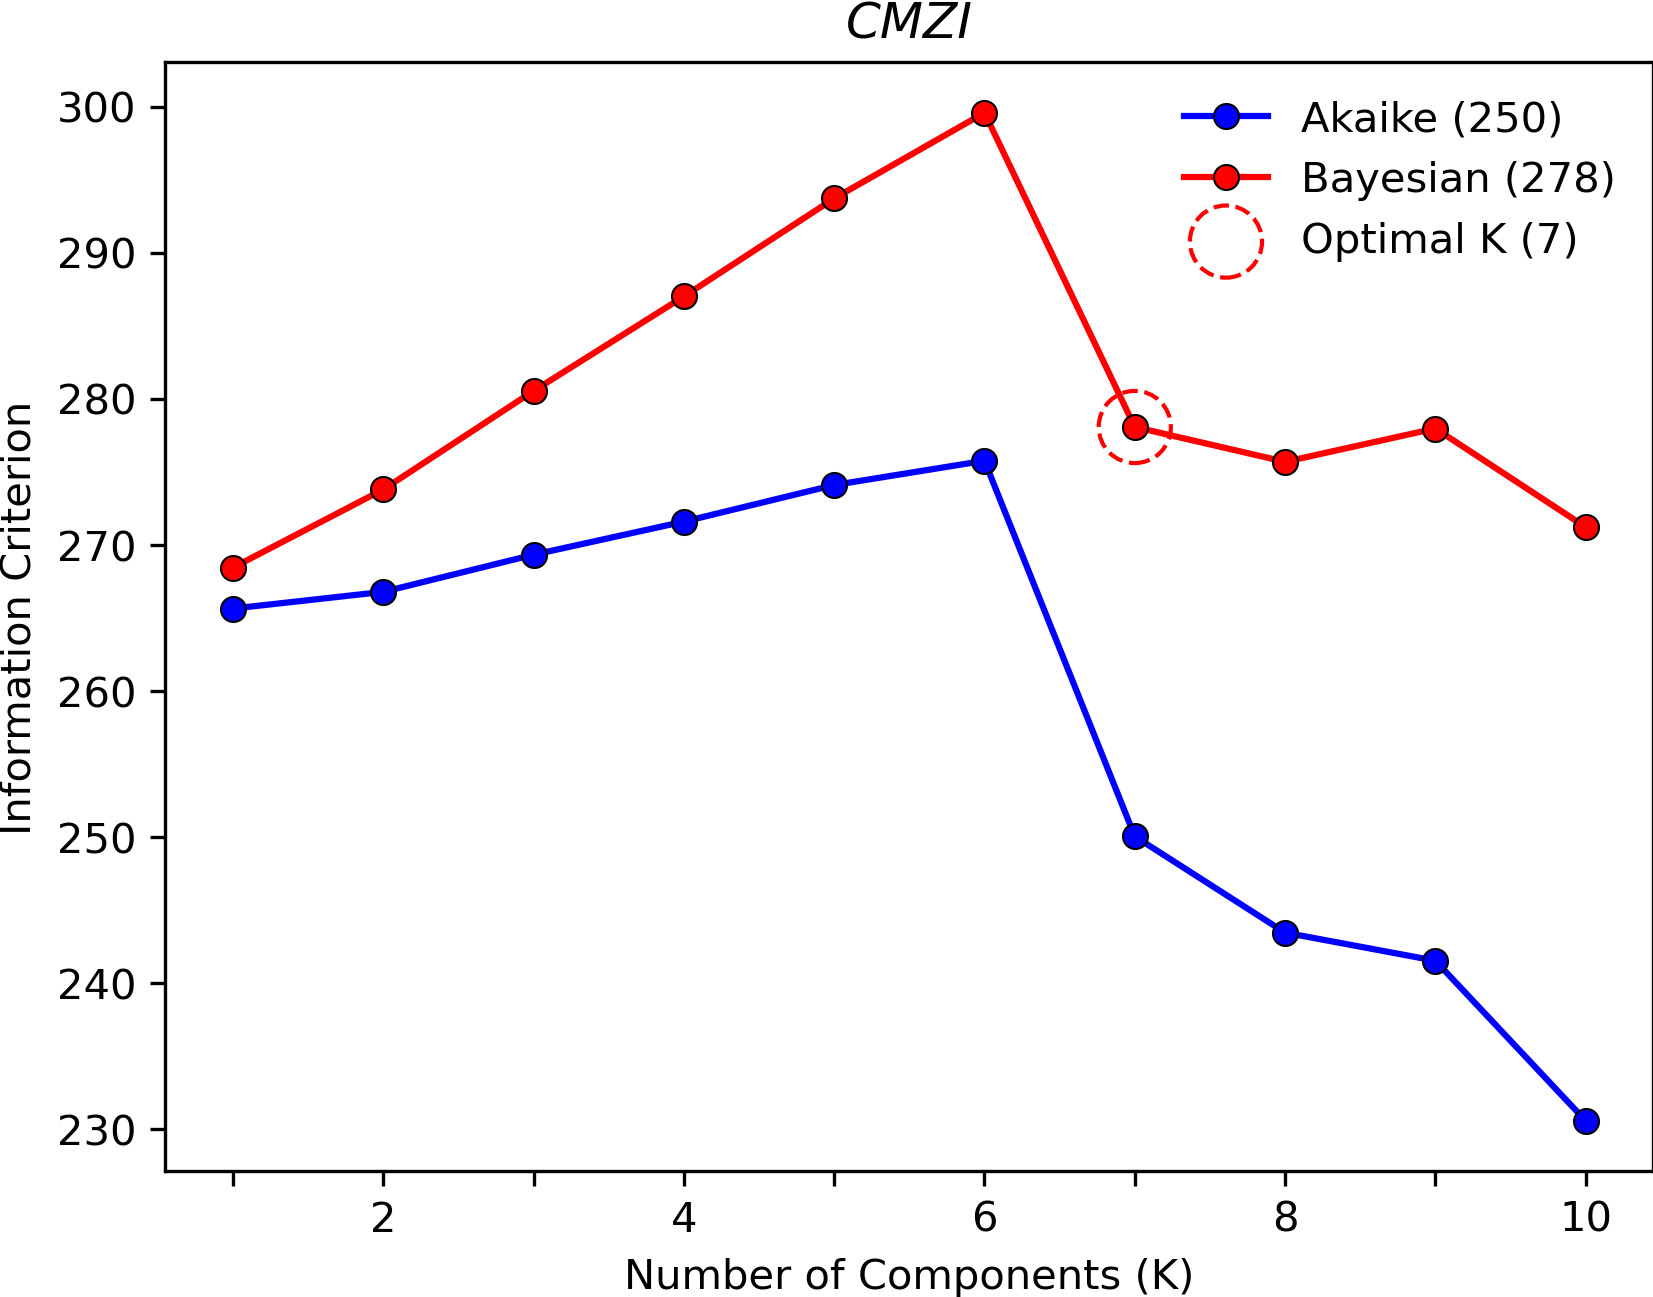 CMZI
300
290
280
270
260
250
240
230
Information Criterion
Akaike (250)
Bayesian (278)
Optimal K (7)
2 4 6 8 10
Number of Components (K)